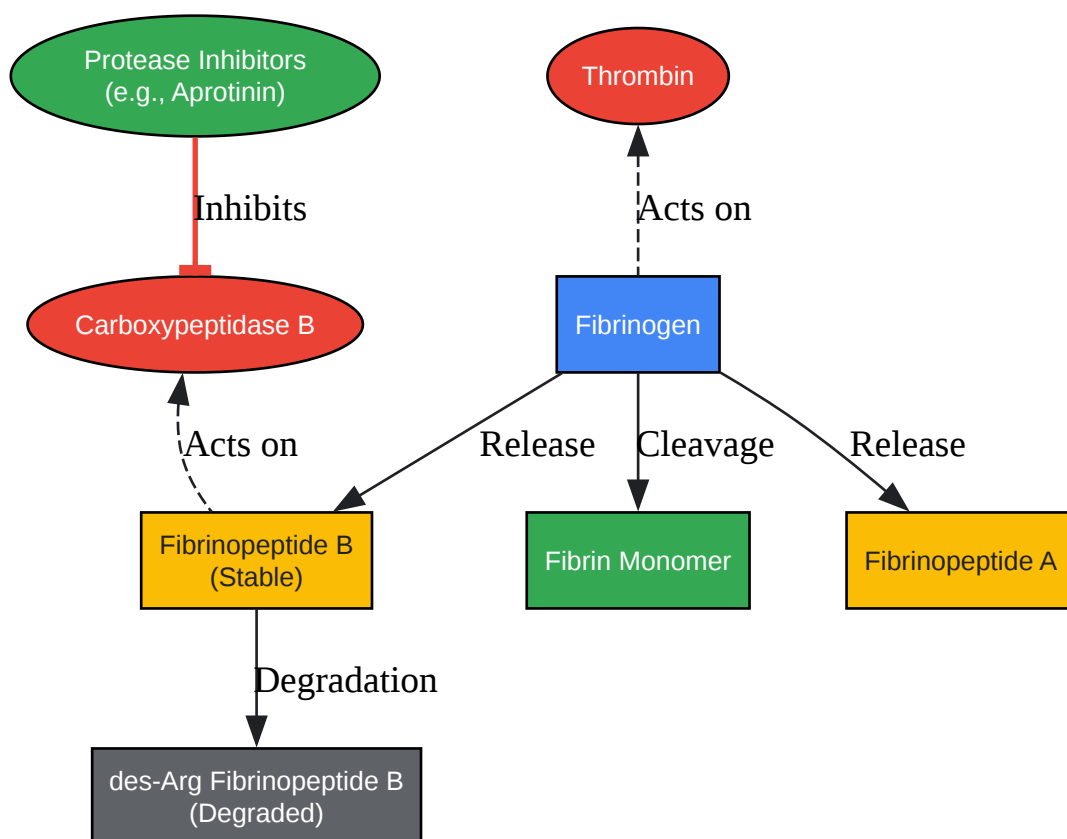 Protease Inhibitors
(e.g., Aprotinin)
Thrombin
Inhibits
Acts on
Carboxypeptidase B
Fibrinogen
Acts on
Release
Cleavage
Release
Fibrinopeptide B
(Stable)
Fibrin Monomer
Fibrinopeptide A
Degradation
des-Arg Fibrinopeptide B
(Degraded)